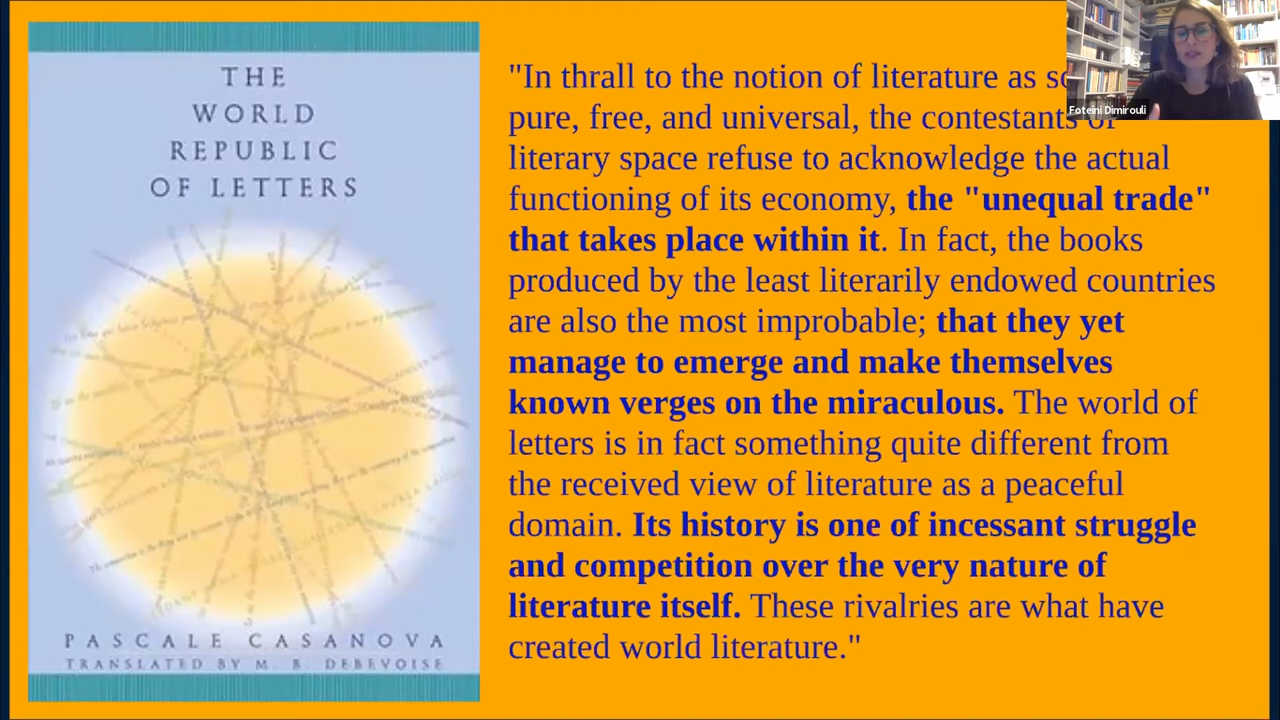 THE
WORLD
REPUBLIC
OF LETTERS
PASCALE CASANOVA
TRANSLATED BY M. B. DEBEVOISE
"In thrall to the notion of literature as
pure, free, and universal, the contestants of
literary space refuse to acknowledge the actual
functioning of its economy, the "unequal trade"
that takes place within it. In fact, the books
produced by the least literarily endowed countries
are also the most improbable; that they yet
manage to emerge and make themselves
known verges on the miraculous. The world of
letters is in fact something quite different from
the received view of literature as a peaceful
domain. Its history is one of incessant struggle
and competition over the very nature of
literature itself. These rivalries are what have
created world literature."
Foteini Dimirouli